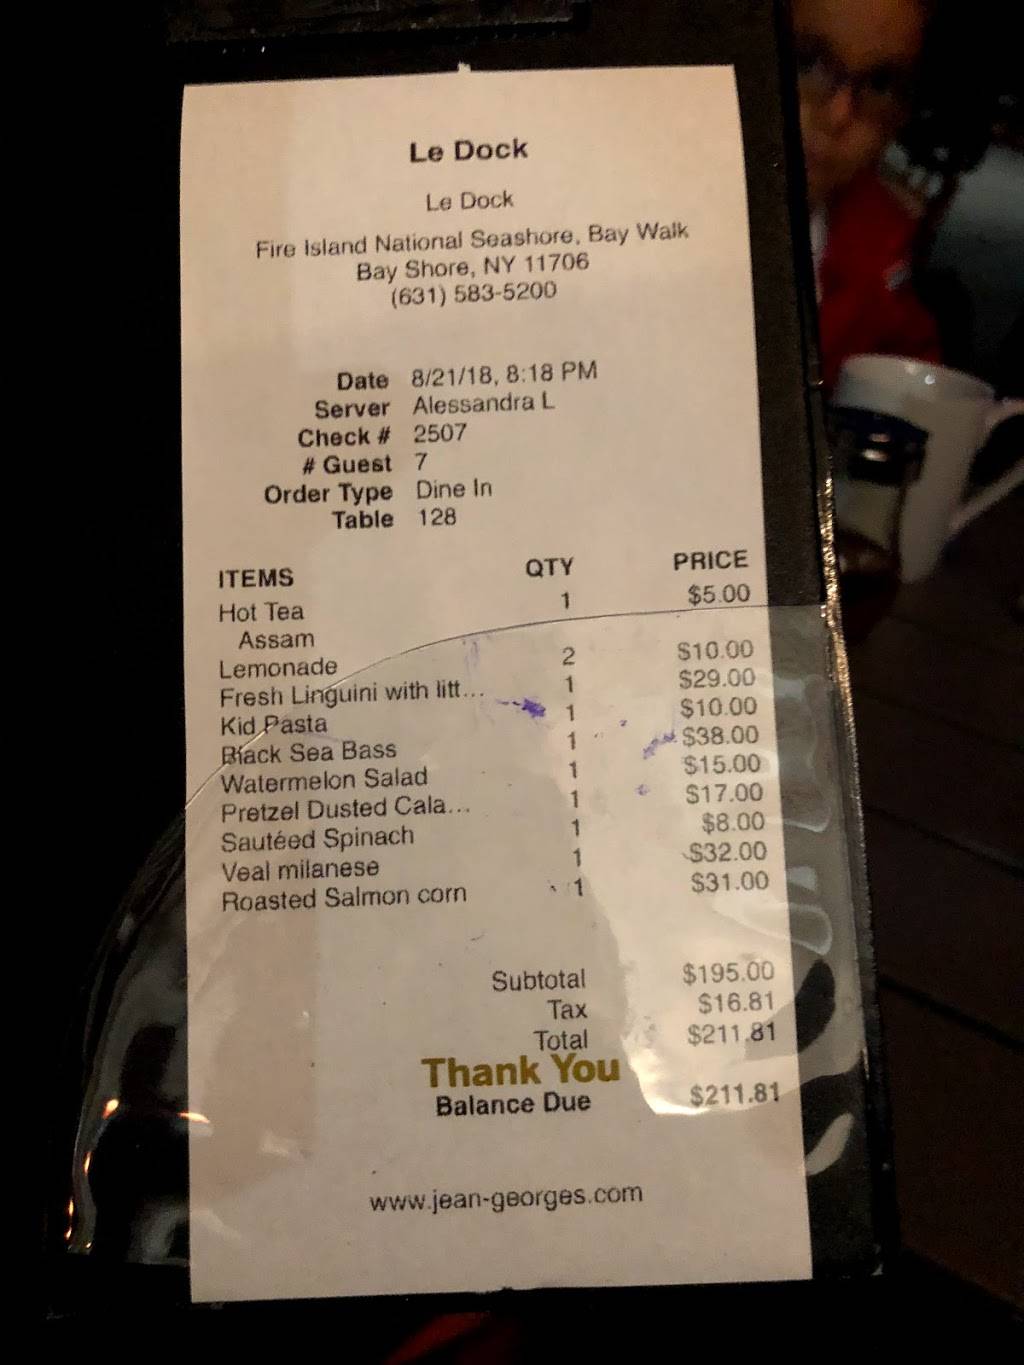 Le Dock
Le Dock
Fire Island National Seashore, Bay Walk
Bay Shore, NY 11706
(631) 583-5200
Date 8/21/18, 8:18 PM
Server Alessandra L
Check # 2507
# Guest 7
Order Type Dine In
Table 128
ITEMS QTY PRICE
Hot Tea 1 $5.00
Assam
Lemonade 2 $10.00
Fresh Linguini with litt... 1 $29.00
Kid Pasta 1 $10.00
Black Sea Bass 1 $38.00
Watermelon Salad 1 $15.00
Pretzel Dusted Cala... 1 $17.00
Sautéed Spinach 1 $8.00
Veal milanese 1 $32.00
Roasted Salmon corn 1 $31.00
Subtotal $195.00
Tax $16.81
Total $211.81
Thank You
Balance Due $211.81
www.jean-georges.com